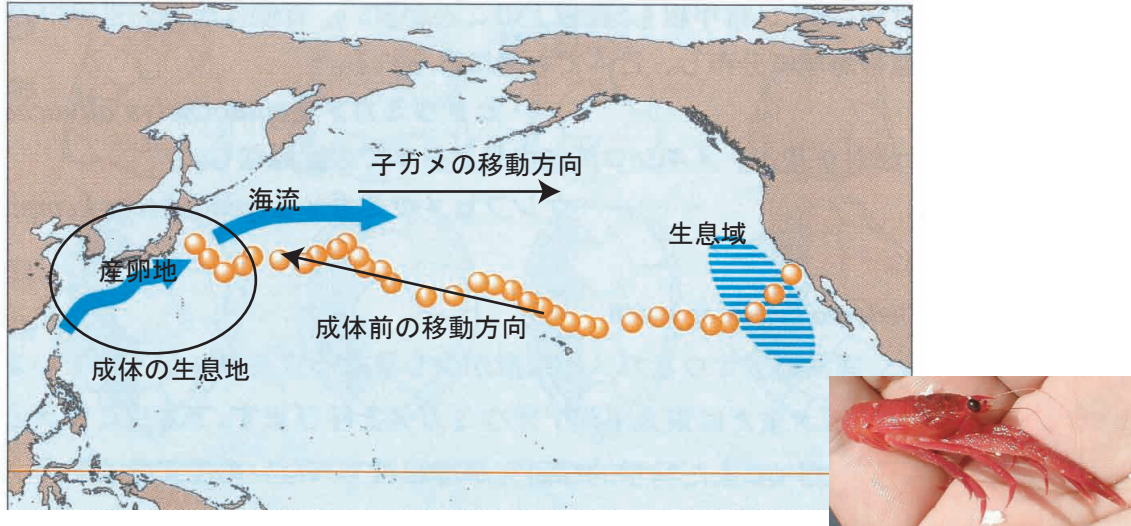 子ガメの移動方向
海流
生息域
産卵地
成体前の移動方向
成体の生息地